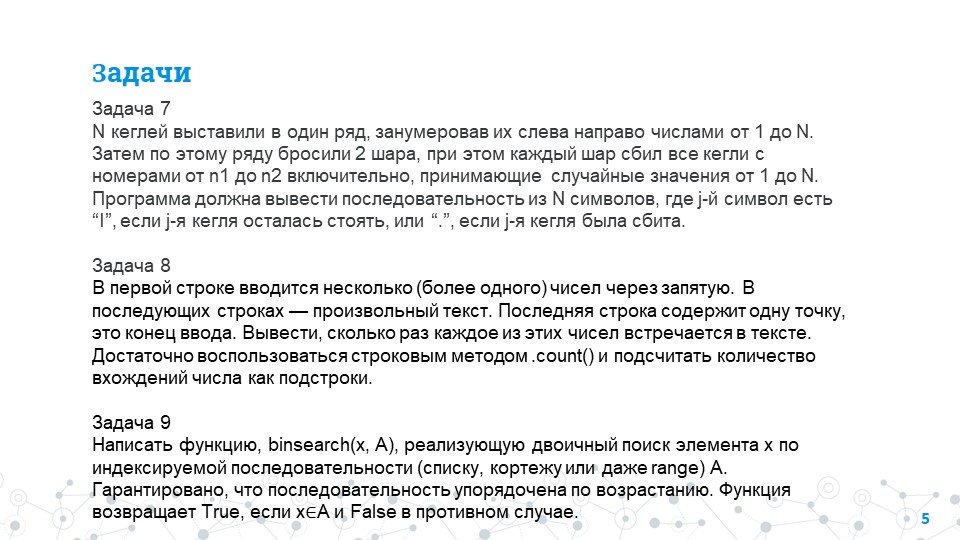 Задачи
Задача 7
N кеглей выставили в один ряд, занумеровав их слева направо числами от 1 до N.
Затем по этому ряду бросили 2 шара, при этом каждый шар сбил все кегли с
номерами от n1 до n2 включительно, принимающие случайные значения от 1 до N.
Программа должна вывести последовательность из N символов, где j-й символ есть
“I”, если j-я кегля осталась стоять, или “.”, если j-я кегля была сбита.
Задача 8
В первой строке вводится несколько (более одного) чисел через запятую. В
последующих строках — произвольный текст. Последняя строка содержит одну точку,
это конец ввода. Вывести, сколько раз каждое из этих чисел встречается в тексте.
Достаточно воспользоваться строковым методом .count() и подсчитать количество
вхождений числа как подстроки.
Задача 9
Написать функцию, binsearch(x, A), реализующую двоичный поиск элемента x по
индексируемой последовательности (списку, кортежу или даже range) A.
Гарантировано, что последовательность упорядочена по возрастанию. Функция
возвращает True, если x∈A и False в противном случае.
5